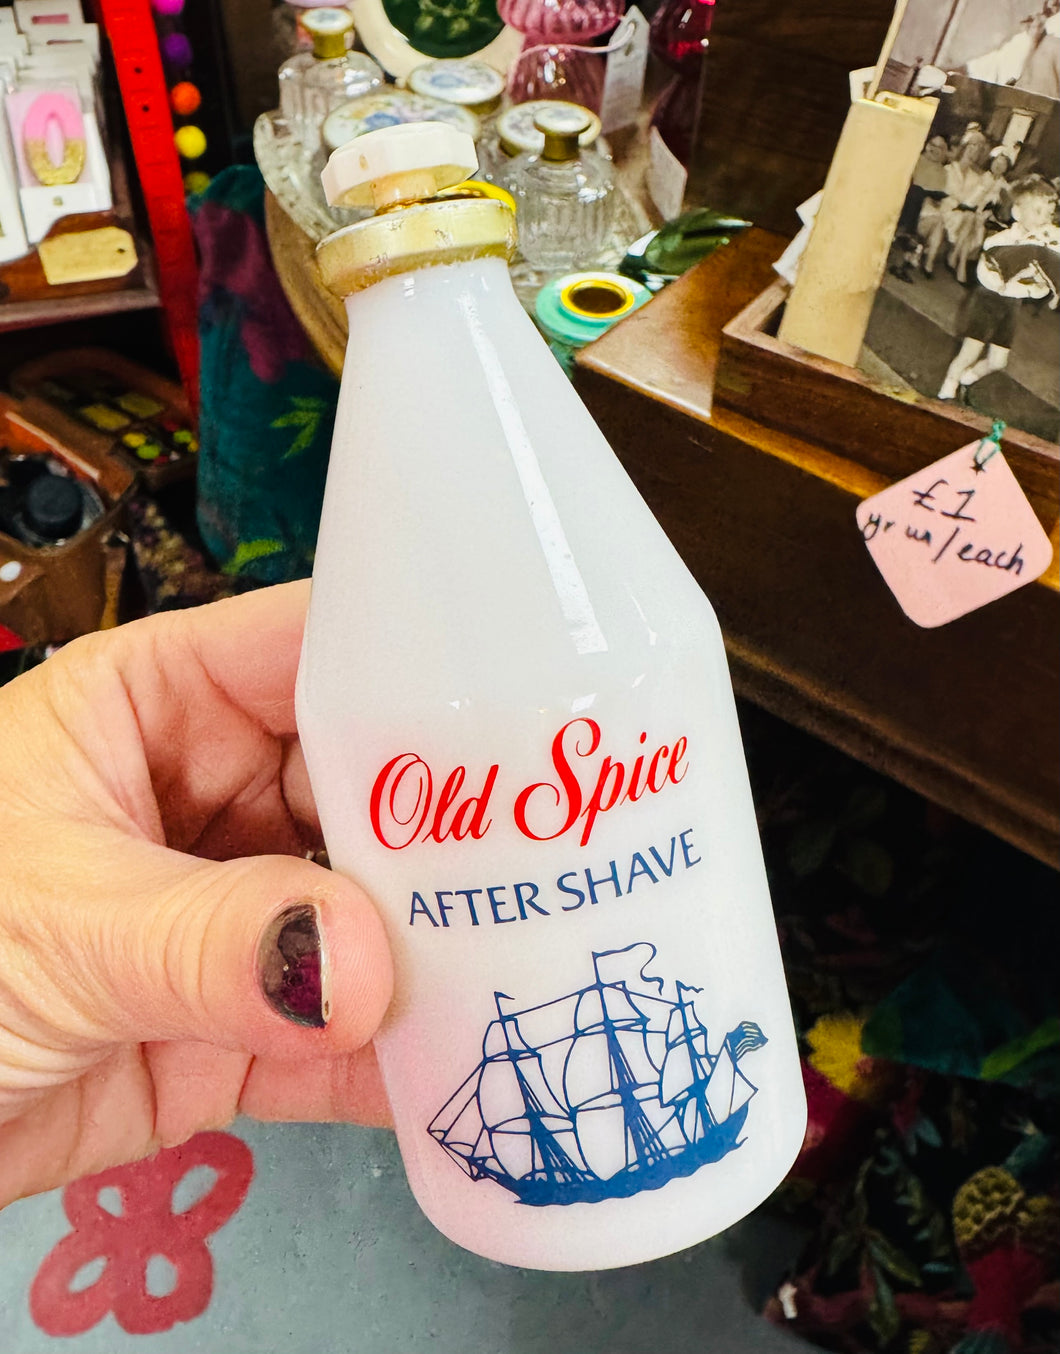 Old Spice
AFTER SHAVE
£1
each